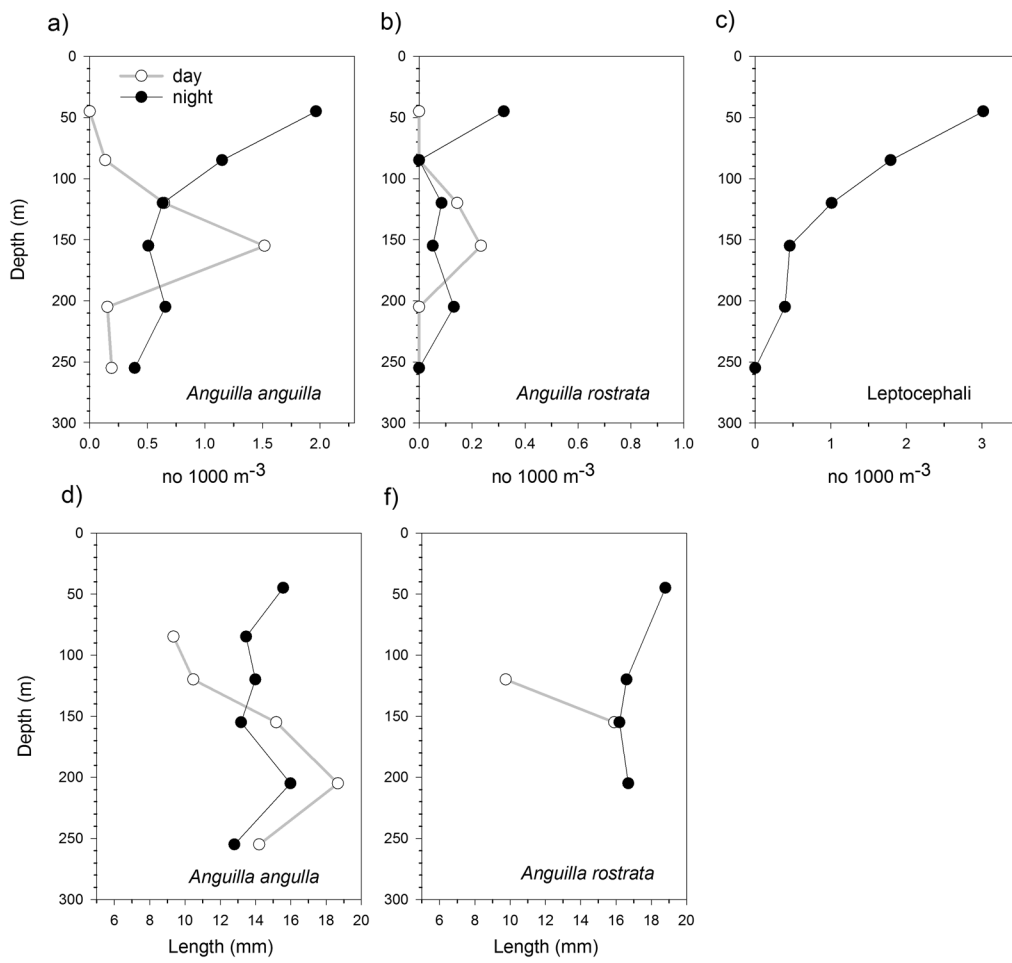 a)
b)
c)
0
50
100
150
200
250
300
Depth (m)
day
night
Anguilla anguilla
0.0 0.5 1.0 1.5 2.0
no 1000 m-3
0
50
100
150
200
250
300
Anguilla rostrata
0.0 0.2 0.4 0.6 0.8 1.0
no 1000 m-3
0
50
100
150
200
250
300
Leptocephali
0 1 2 3
no 1000 m-3
d)
f)
0
50
100
150
200
250
300
Depth (m)
Anguilla angulla
6 8 10 12 14 16 18 20
Length (mm)
0
50
100
150
200
250
300
Anguilla rostrata
6 8 10 12 14 16 18 20
Length (mm)